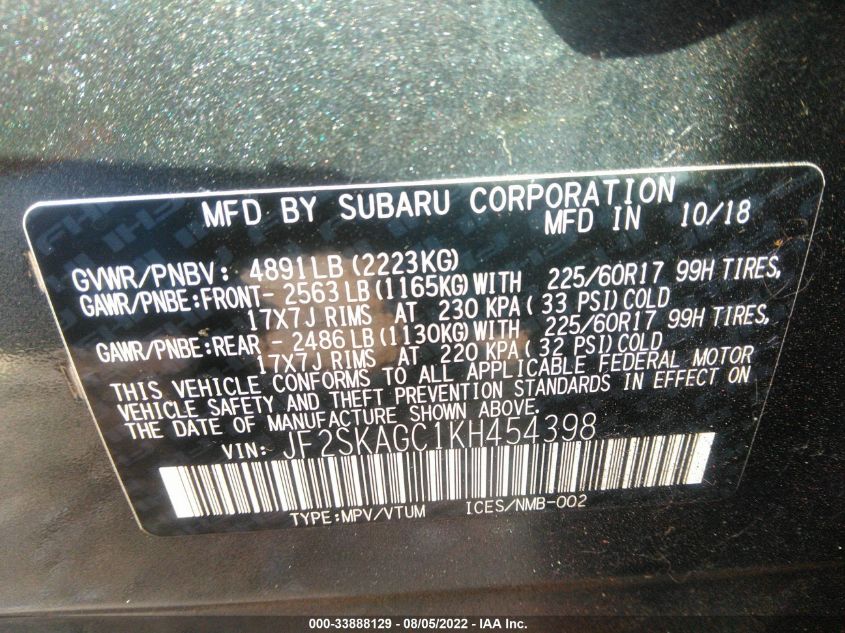 MFD BY SUBARU CORPORATION
MFD IN 10/18
GVWR/PNBV: 4891LB (2223KG)
GAWR/PNBE:FRONT- 2563 LB (1165KG) WITH 225/60R17 99H TIRES,
17X7J RIMS AT 230 KPA ( 33 PSI) COLD
GAWR/PNBE:REAR - 2486 LB (1130KG) WITH 225/60R17 99H TIRES,
17X7J RIMS AT 220 KPA ( 32 PSI) COLD
THIS VEHICLE CONFORMS TO ALL APPLICABLE FEDERAL MOTOR
VEHICLE SAFETY AND THEFT PREVENTION STANDARDS IN EFFECT ON
THE DATE OF MANUFACTURE SHOWN ABOVE.
VIN: JF2SKAGC1KH454398
TYPE:MPV/VTUM ICES/NMB-002
000-33888129 - 08/05/2022 - IAA Inc.